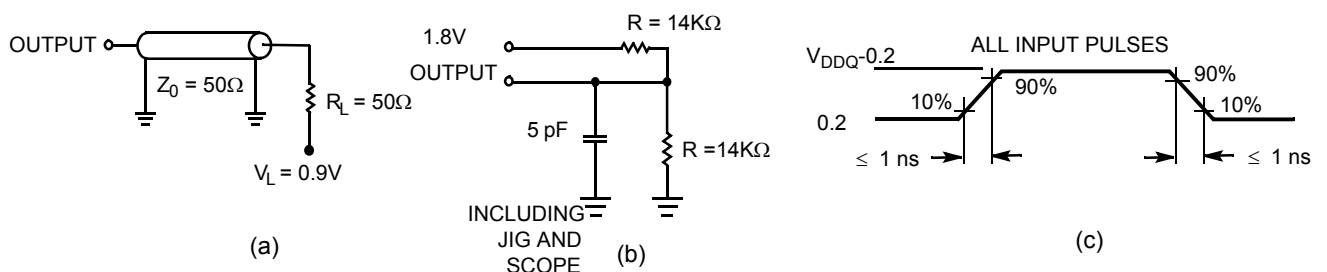 OUTPUT
Z0 = 50Ω
RL = 50Ω
VL = 0.9V
(a)
R = 14KΩ
1.8V
OUTPUT
5 pF
R =14KΩ
INCLUDING
JIG AND
SCOPE
(b)
ALL INPUT PULSES
VDDQ-0.2
90%
90%
10%
10%
0.2
≤ 1 ns
≤ 1 ns
(c)